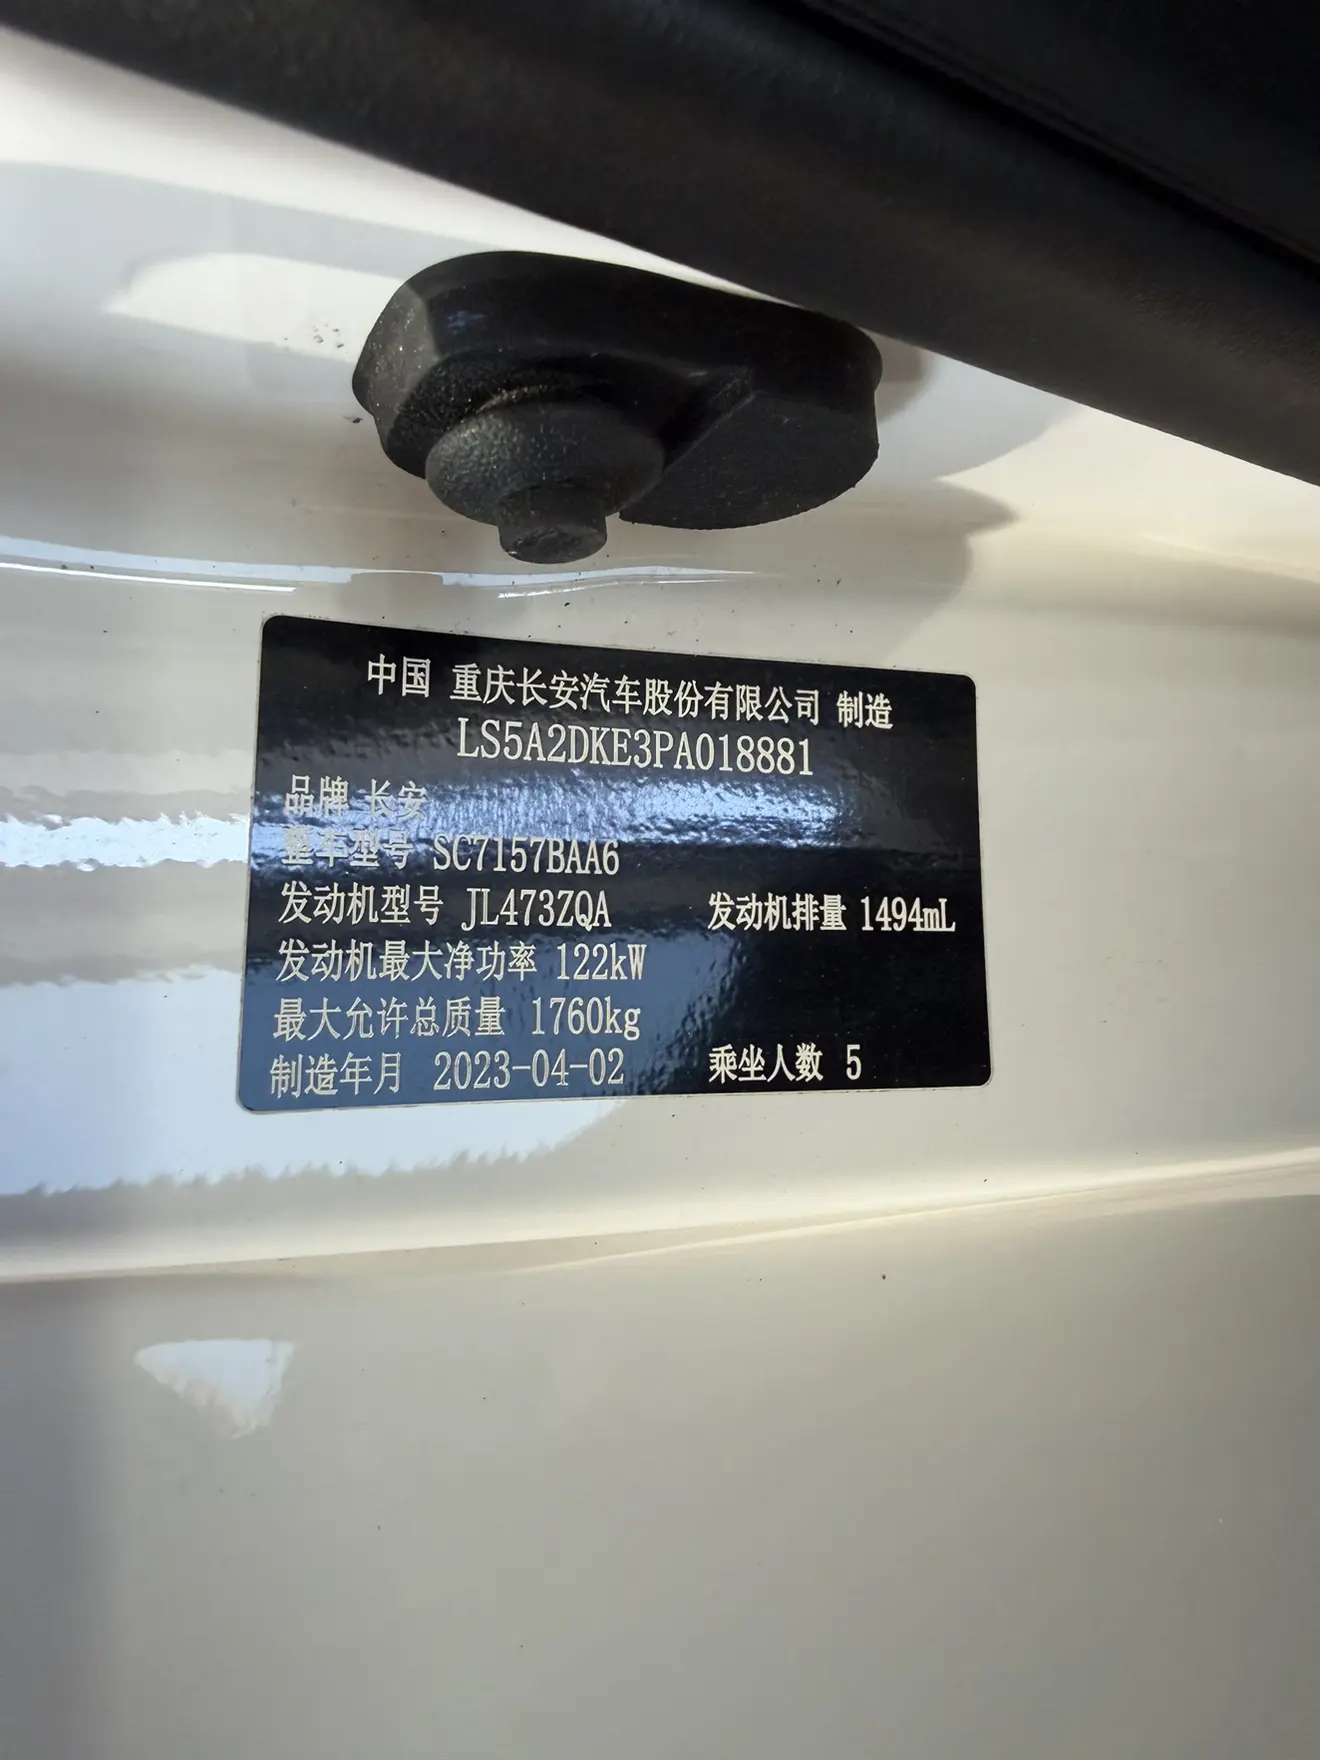 中国 重庆长安汽车股份有限公司 制造
LS5A2DKE3PA018881
品牌 长安
整车型号 SC7157BAA6
发动机型号 JL473ZQA 发动机排量 1494mL
发动机最大净功率 122kW
最大允许总质量 1760kg
制造年月 2023-04-02 乘坐人数 5